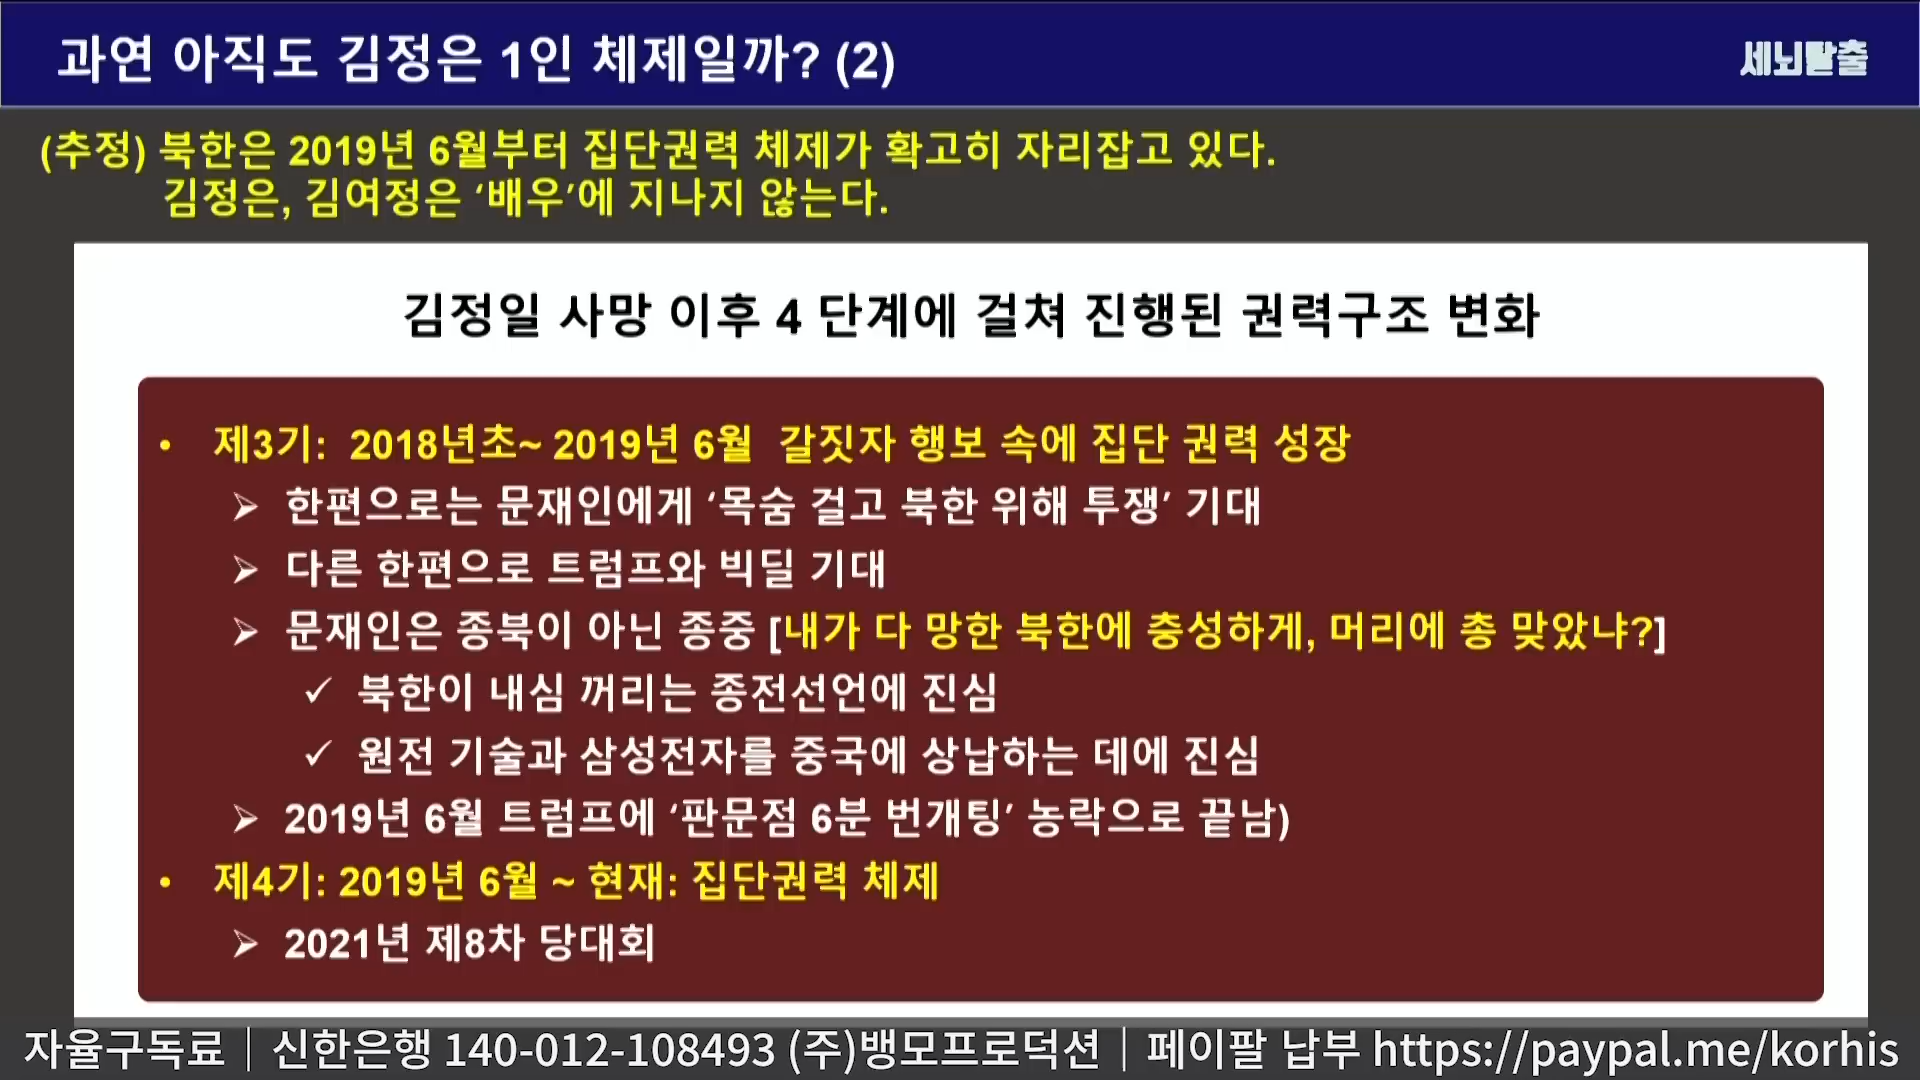 과연 아직도 김정은 1인 체제일까? (2)
세뇌탈출
(추정) 북한은 2019년 6월부터 집단권력 체제가 확고히 자리잡고 있다.
김정은, 김여정은 ‘배우’에 지나지 않는다.
김정일 사망 이후 4 단계에 걸쳐 진행된 권력구조 변화
• 제3기: 2018년초~ 2019년 6월 갈짓자 행보 속에 집단 권력 성장
➢ 한편으로는 문재인에게 ‘목숨 걸고 북한 위해 투쟁’ 기대
➢ 다른 한편으로 트럼프와 빅딜 기대
➢ 문재인은 종북이 아닌 종중 [내가 다 망한 북한에 충성하게, 머리에 총 맞았냐?]
✓ 북한이 내심 꺼리는 종전선언에 진심
✓ 원전 기술과 삼성전자를 중국에 상납하는 데에 진심
➢ 2019년 6월 트럼프에 ‘판문점 6분 번개팅’ 농락으로 끝남)
• 제4기: 2019년 6월 ~ 현재: 집단권력 체제
➢ 2021년 제8차 당대회
자율구독료│신한은행 140-012-108493 (주)뱅모프로덕션│페이팔 납부 https://paypal.me/korhis